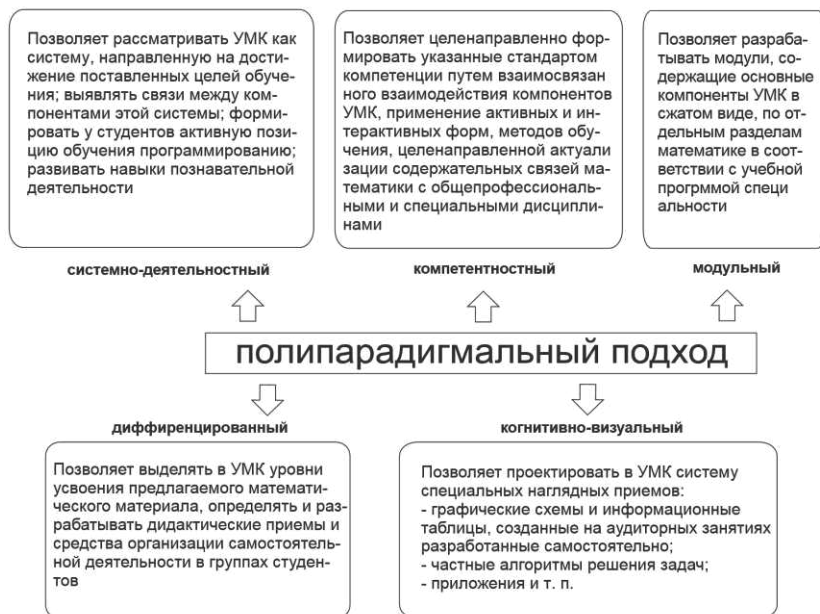 Позволяет рассматривать УМК как
систему, направленную на дости-
жение поставленных целей обуче-
ния; выявлять связи между ком-
понентами этой системы; форми-
ровать у студентов активную пози-
цию обучения программированию;
развивать навыки познавательной
деятельности
системно-деятельностный
Позволяет целенаправленно фор-
мировать указанные стандартом
компетенции путем взаимосвязан
ного взаимодействия компонентов
УМК, применение активных и ин-
терактивных форм, методов обу-
чения, целенаправленной актуали
зации содержательных связей ма-
тематики с общепрофессиональ-
ными и специальными дисципли-
нами
компетентностный
Позволяет разраба-
тывать модули, со-
держащие основные
компоненты УМК в
сжатом виде, по от-
дельным разделам
математике в соот-
ветствии с учебной
прогрммой специ
альности
модульный
полипарадигмальный подход
диффиренцированный
Позволяет выделять в УМК уровни
усвоения предлагаемого математи-
ческого материала, определять и раз-
рабатывать дидактические приемы и
средства организации самостоятель-
ной деятельности в группах студен-
тов
когнитивно-визуальный
Позволяет проектировать в УМК систему
специальных наглядных приемов:
- графические схемы и информационные
таблицы, созданные на аудиторных занятиях
разработанные самостоятельно;
- частные алгоритмы решения задач;
- приложения и т. п.